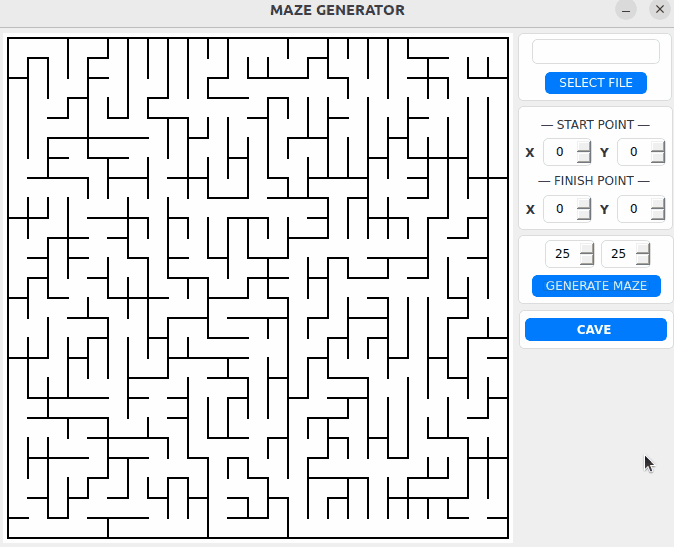 MAZE GENERATOR
SELECT FILE
— START POINT —
X 0 Y 0
— FINISH POINT —
X 0 Y 0
25 25
GENERATE MAZE
CAVE